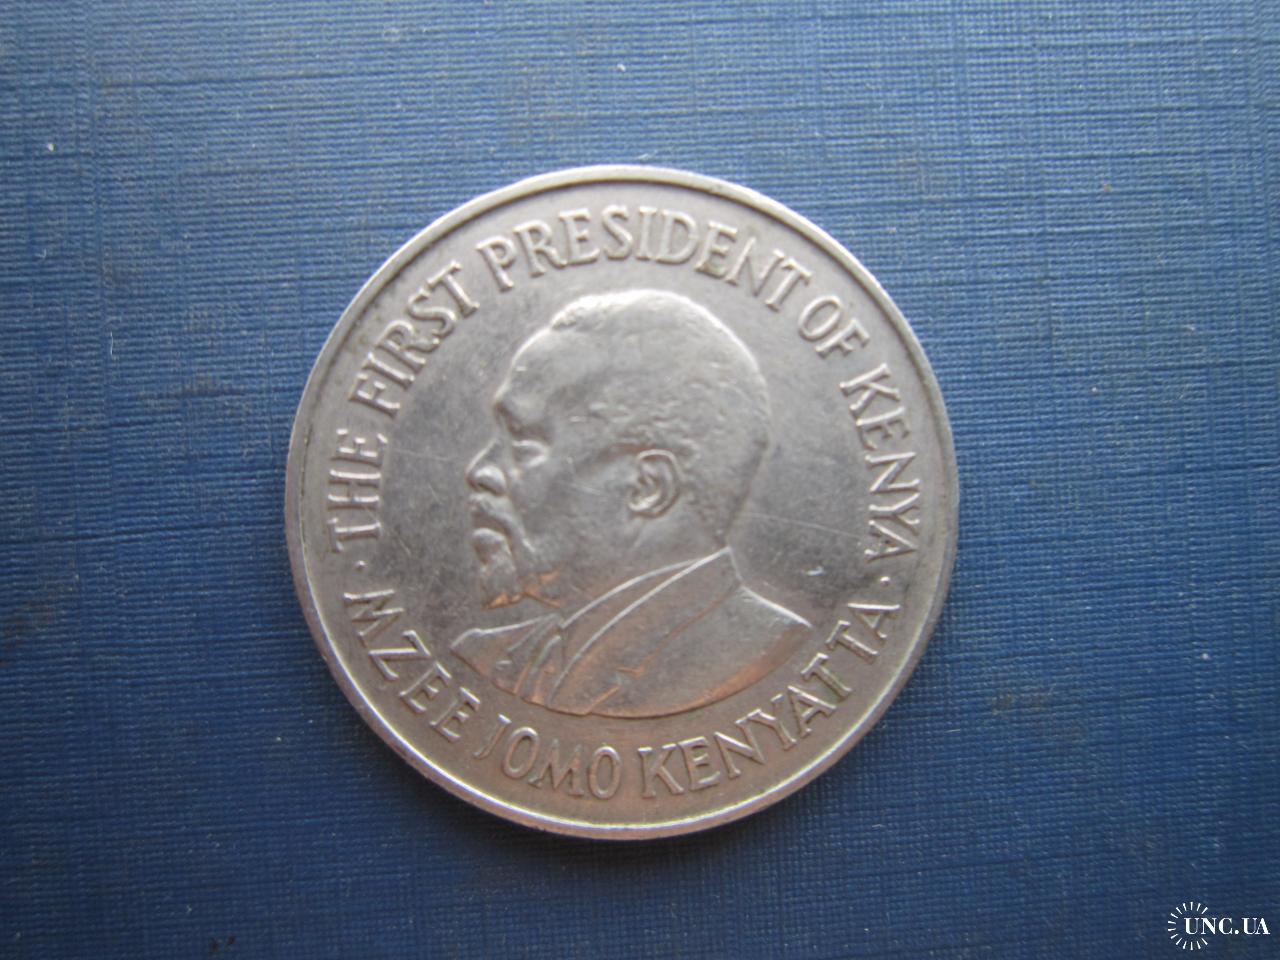 · THE FIRST PRESIDENT OF KENYA ·
MZEE JOMO KENYATTA
UNC.UA